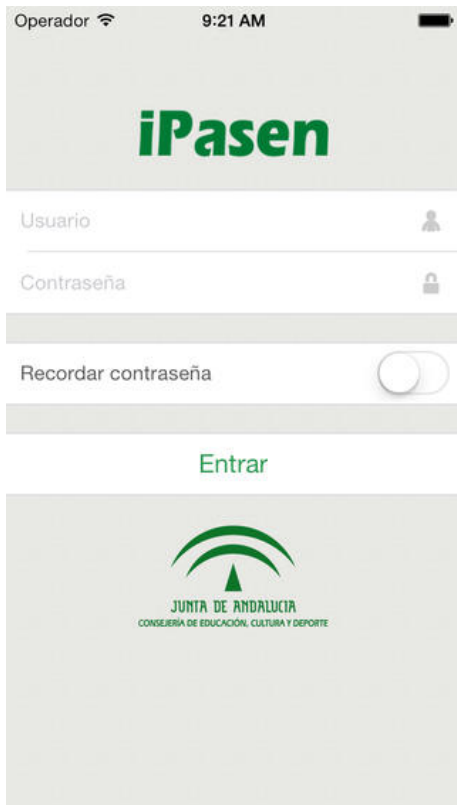 Operador 9:21 AM
iPasen
Usuario
Contraseña
Recordar contraseña
Entrar
JUNTA DE ANDALUCIA
CONSEJERÍA DE EDUCACIÓN, CULTURA Y DEPORTE